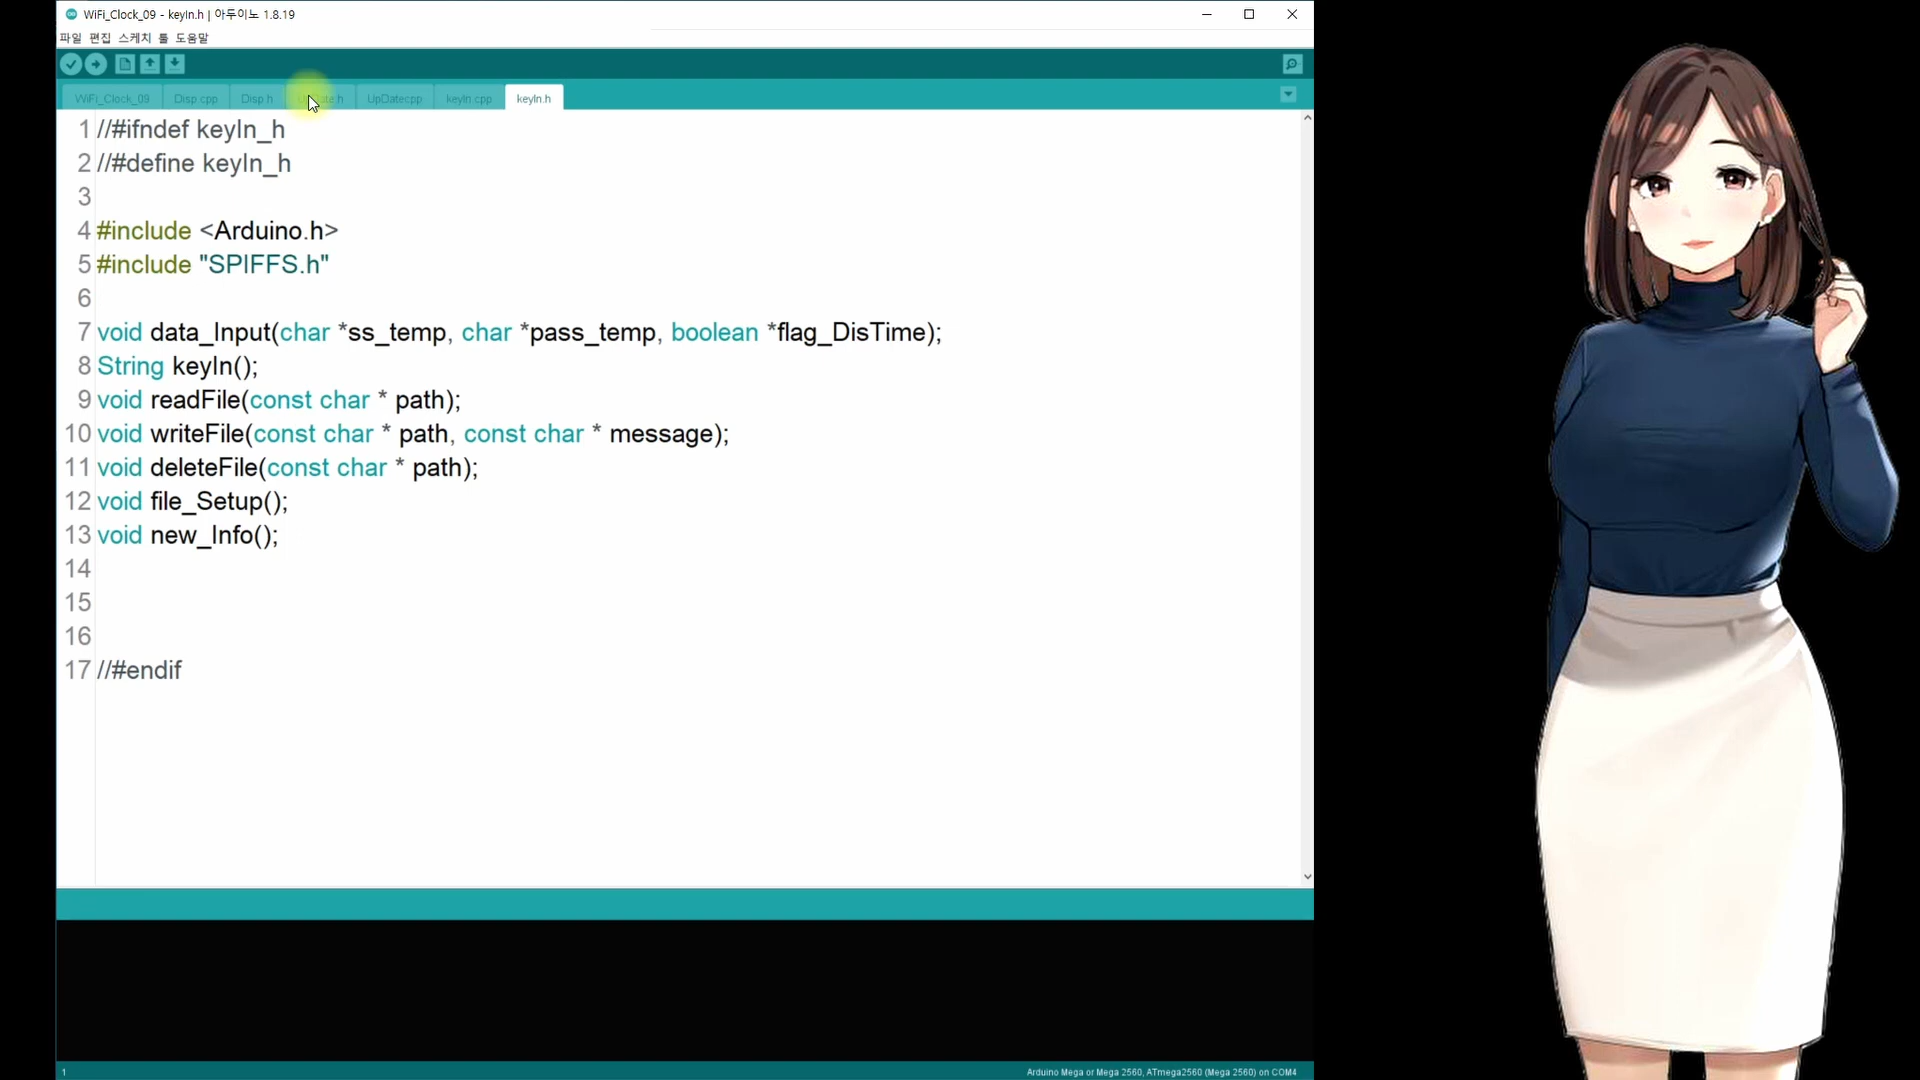 WiFi_Clock_09 - keyIn.h | 아두이노 1.8.19
파일 편집 스케치 툴 도움말
WiFi_Clock_09 Disp.cpp Disp.h UpDate.h UpDatecpp keyIn.cpp keyIn.h
1 //#ifndef keyIn_h
2 //#define keyIn_h
3
4 #include <Arduino.h>
5 #include "SPIFFS.h"
6
7 void data_Input(char *ss_temp, char *pass_temp, boolean *flag_DisTime);
8 String keyIn();
9 void readFile(const char * path);
10 void writeFile(const char * path, const char * message);
11 void deleteFile(const char * path);
12 void file_Setup();
13 void new_Info();
14
15
16
17 //#endif
1 Arduino Mega or Mega 2560, ATmega2560 (Mega 2560) on COM4